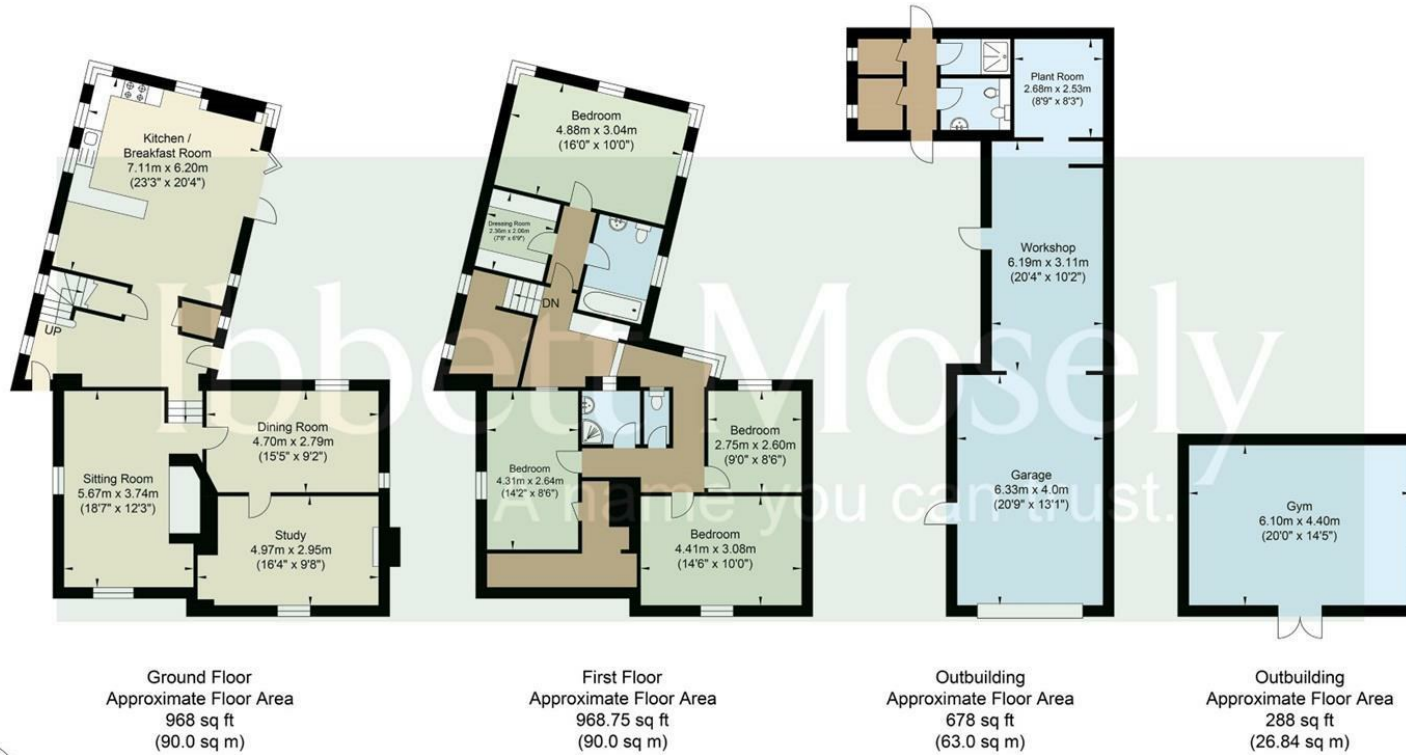 Kitchen /
Breakfast Room
7.11m x 6.20m
(23'3" x 20'4")
UP
Sitting Room
5.67m x 3.74m
(18'7" x 12'3")
Dining Room
4.70m x 2.79m
(15'5" x 9'2")
Study
4.97m x 2.95m
(16'4" x 9'8")
Ground Floor
Approximate Floor Area
968 sq ft
(90.0 sq m)
Bedroom
4.88m x 3.04m
(16'0" x 10'0")
Dressing Room
2.36m x 2.06m
(7'8" x 6'9")
DN
Bedroom
4.31m x 2.64m
(14'2" x 8'6")
Bedroom
2.75m x 2.60m
(9'0" x 8'6")
Bedroom
4.41m x 3.08m
(14'6" x 10'0")
First Floor
Approximate Floor Area
968.75 sq ft
(90.0 sq m)
Plant Room
2.68m x 2.53m
(8'9" x 8'3")
Workshop
6.19m x 3.11m
(20'4" x 10'2")
Garage
6.33m x 4.0m
(20'9" x 13'1")
Outbuilding
Approximate Floor Area
678 sq ft
(63.0 sq m)
Gym
6.10m x 4.40m
(20'0" x 14'5")
Outbuilding
Approximate Floor Area
288 sq ft
(26.84 sq m)
Ibbett Mosely
A name you can trust.